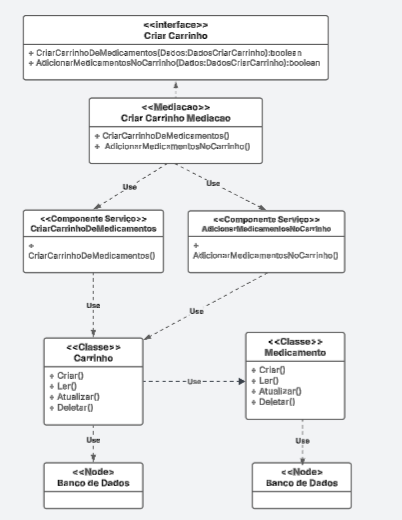 <<interface>>
Criar Carrinho
+ CriarCarrinhoDeMedicamentos(Dados:DadosCriarCarrinho):boolean
+ AdicionarMedicamentosNoCarrinho(Dados:DadosCriarCarrinho):boolean
<<Mediacao>>
Criar Carrinho Mediacao
+ CriarCarrinhoDeMedicamentos()
+ AdicionarMedicamentosNoCarrinho()
Use
Use
<<Componente Serviço>>
CriarCarrinhoDeMedicamentos
+
CriarCarrinhoDeMedicamentos()
<<Componente Serviço>>
AdicionarMedicamentosNoCarrinho
+
AdicionarMedicamentosNoCarrinho()
Use
Use
<<Classe>>
Carrinho
+ Criar()
+ Ler()
+ Atualizar()
+ Deletar()
Use
<<Classe>>
Medicamento
+ Criar()
+ Ler()
+ Atualizar()
+ Deletar()
Use
Use
<<Node>
Banco de Dados
<<Node>
Banco de Dados